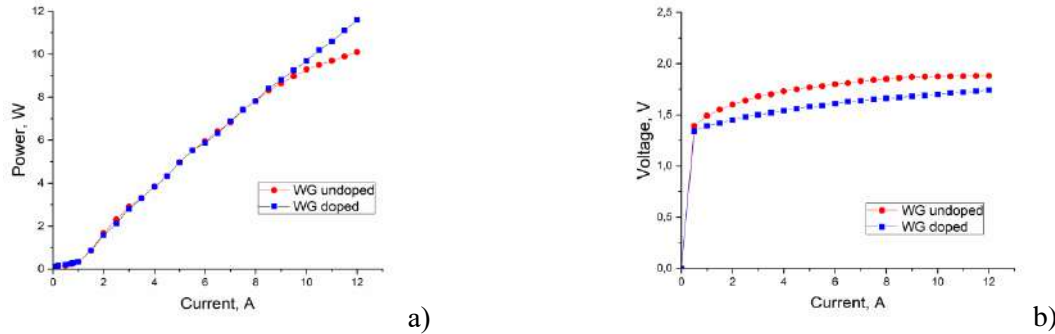 12
10
8
6
4
2
0
Power, W
0 2 4 6 8 10 12
Current, A
WG undoped
WG doped
a)
2,5
2,0
1,5
1,0
0,5
0,0
Voltage, V
0 2 4 6 8 10 12
Current, A
WG undoped
WG doped
b)